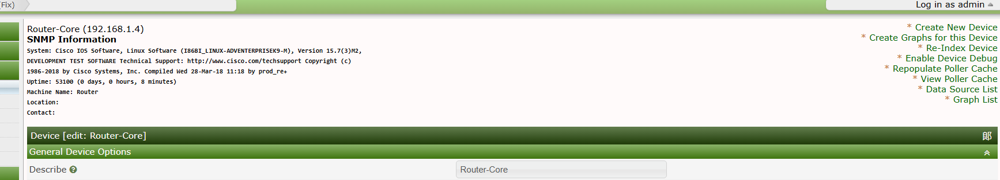 (Fix)
Log in as admin
Router-Core (192.168.1.4)
SNMP Information
System: Cisco IOS Software, Linux Software (I86BI_LINUX-ADVENTERPRISEK9-M), Version 15.7(3)M2,
DEVELOPMENT TEST SOFTWARE Technical Support: http://www.cisco.com/techsupport Copyright (c)
1986-2018 by Cisco Systems, Inc. Compiled Wed 28-Mar-18 11:18 by prod_re+
Uptime: 53100 (0 days, 0 hours, 8 minutes)
Machine Name: Router
Location:
Contact:
* Create New Device
* Create Graphs for this Device
* Re-Index Device
* Enable Device Debug
* Repopulate Poller Cache
* View Poller Cache
* Data Source List
* Graph List
Device [edit: Router-Core]
郎
General Device Options
Describe
Router-Core